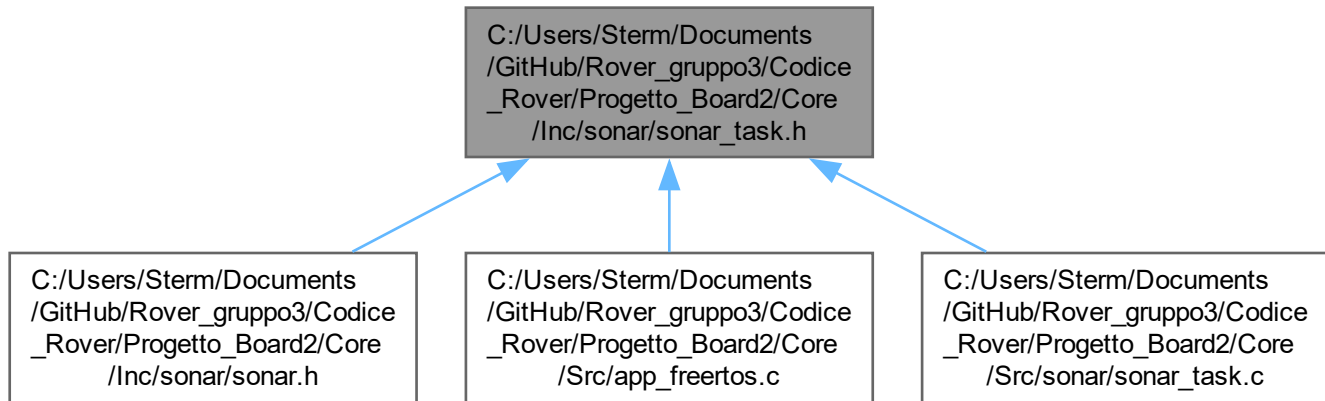 C:/Users/Sterm/Documents
/GitHub/Rover_gruppo3/Codice
_Rover/Progetto_Board2/Core
/Inc/sonar/sonar_task.h
C:/Users/Sterm/Documents
/GitHub/Rover_gruppo3/Codice
_Rover/Progetto_Board2/Core
/Inc/sonar/sonar.h
C:/Users/Sterm/Documents
/GitHub/Rover_gruppo3/Codice
_Rover/Progetto_Board2/Core
/Src/app_freertos.c
C:/Users/Sterm/Documents
/GitHub/Rover_gruppo3/Codice
_Rover/Progetto_Board2/Core
/Src/sonar/sonar_task.c